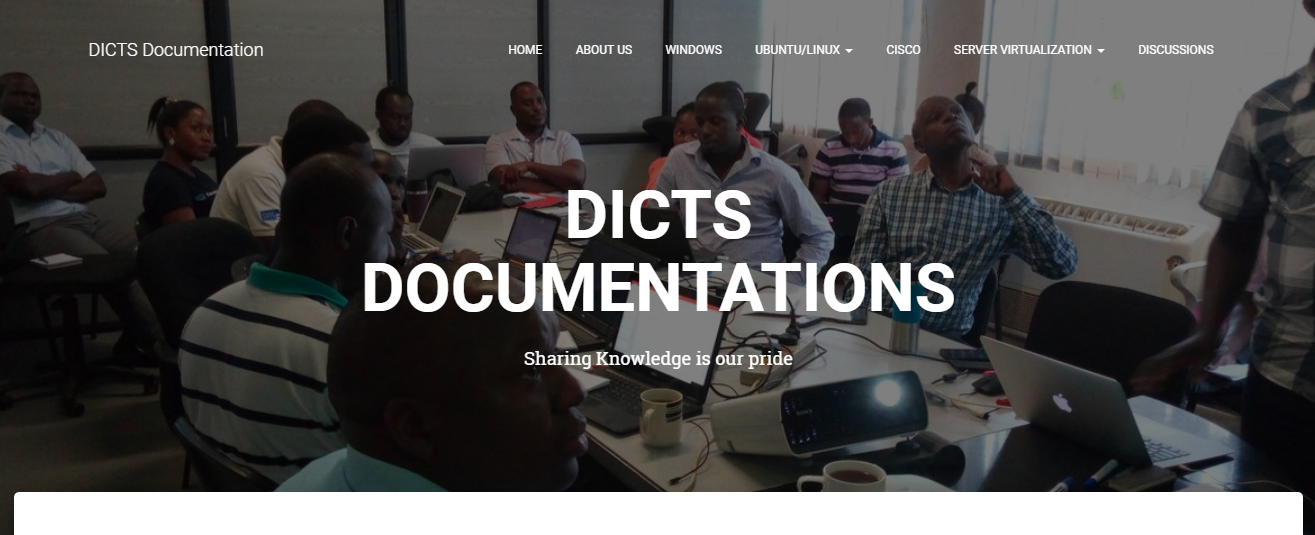 DICTS Documentation
HOME ABOUT US WINDOWS UBUNTU/LINUX CISCO SERVER VIRTUALIZATION DISCUSSIONS
DICTS
DOCUMENTATIONS
Sharing Knowledge is our pride